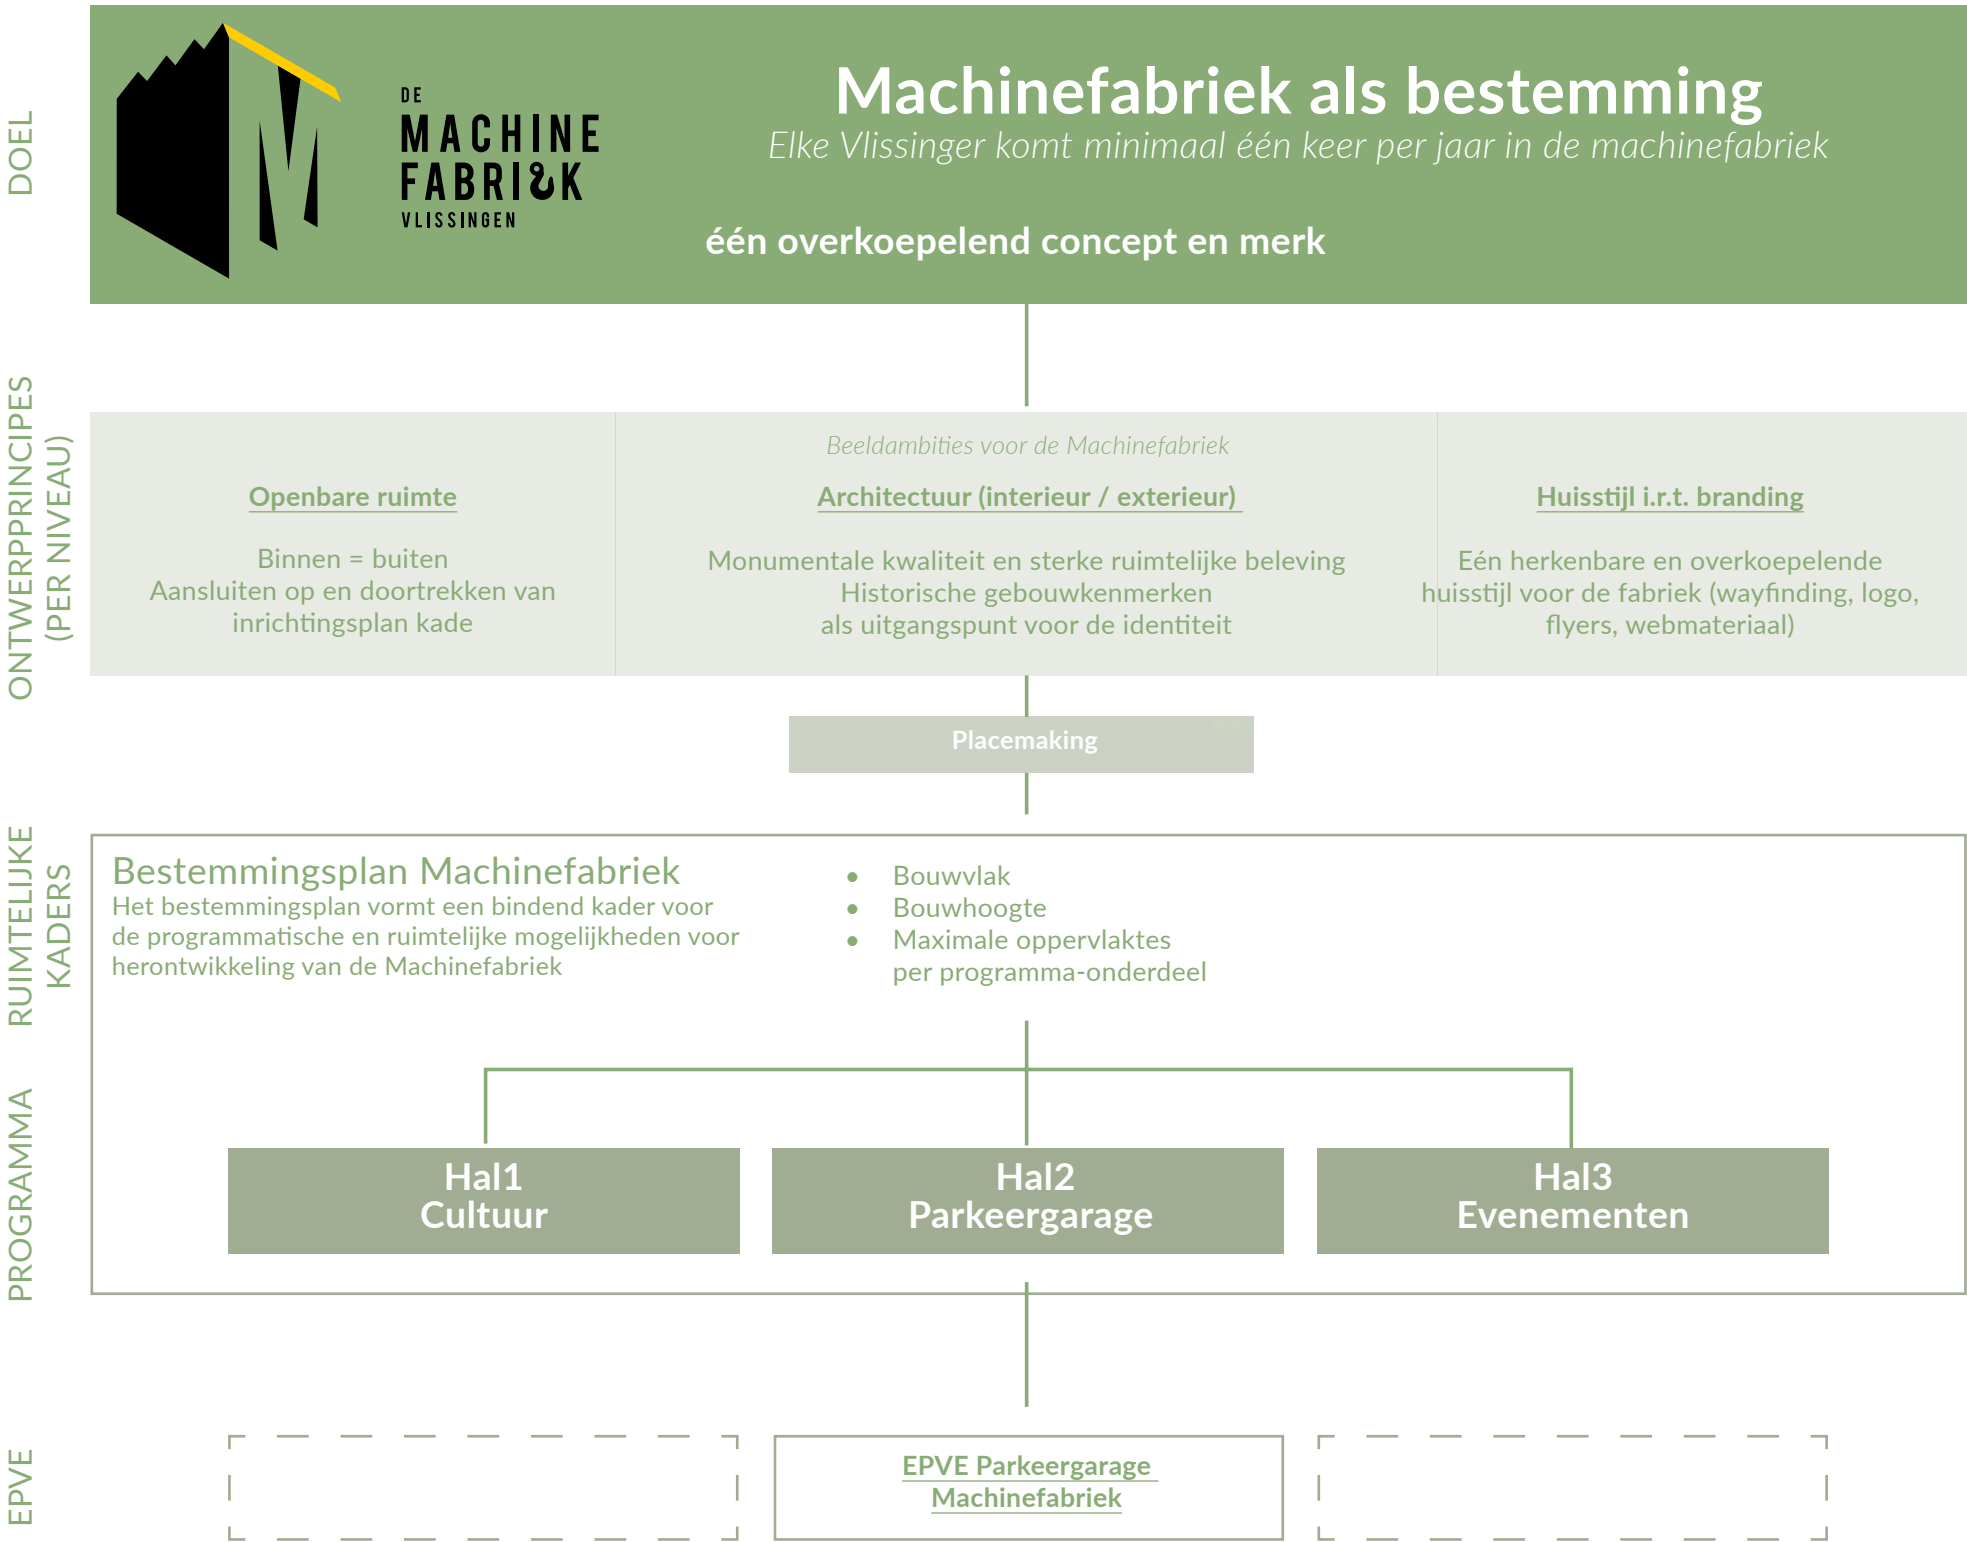 DOEL
DE
MACHINE
FABRIEK
VLISSINGEN
Machinefabriek als bestemming
Elke Vlissinger komt minimaal één keer per jaar in de machinefabriek
één overkoepelend concept en merk
ONTWERPPRINCIPES
(PER NIVEAU)
Beeldambities voor de Machinefabriek
Openbare ruimte
Binnen = buiten
Aansluiten op en doortrekken van
inrichtingsplan kade
Architectuur (interieur / exterieur)
Monumentale kwaliteit en sterke ruimtelijke beleving
Historische gebouwkenmerken
als uitgangspunt voor de identiteit
Huisstijl i.r.t. branding
Eén herkenbare en overkoepelende
huisstijl voor de fabriek (wayfinding, logo,
flyers, webmateriaal)
Placemaking
RUIMTELIJKE
KADERS
Bestemmingsplan Machinefabriek
Het bestemmingsplan vormt een bindend kader voor
de programmatische en ruimtelijke mogelijkheden voor
herontwikkeling van de Machinefabriek
• Bouwvlak
• Bouwhoogte
• Maximale oppervlaktes
per programma-onderdeel
PROGRAMMA
Hal1
Cultuur
Hal2
Parkeergarage
Hal3
Evenementen
EPVE
EPVE Parkeergarage
Machinefabriek